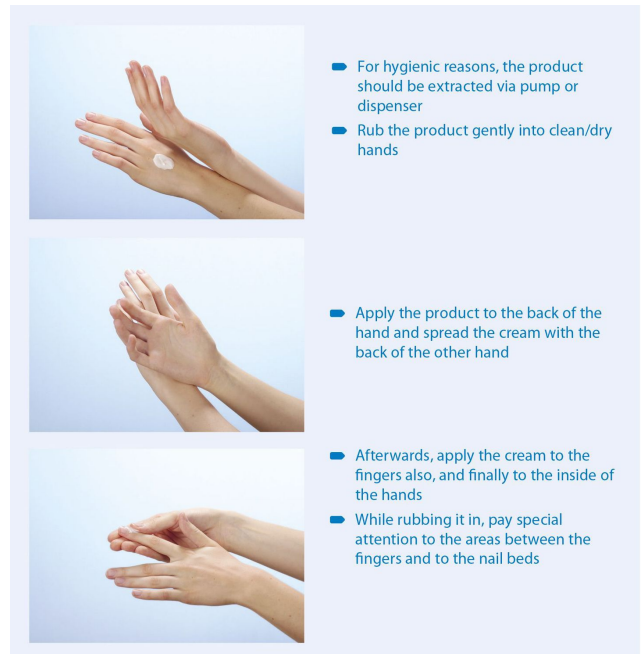 For hygienic reasons, the product
should be extracted via pump or
dispenser
Rub the product gently into clean/dry
hands
Apply the product to the back of the
hand and spread the cream with the
back of the other hand
Afterwards, apply the cream to the
fingers also, and finally to the inside of
the hands
While rubbing it in, pay special
attention to the areas between the
fingers and to the nail beds